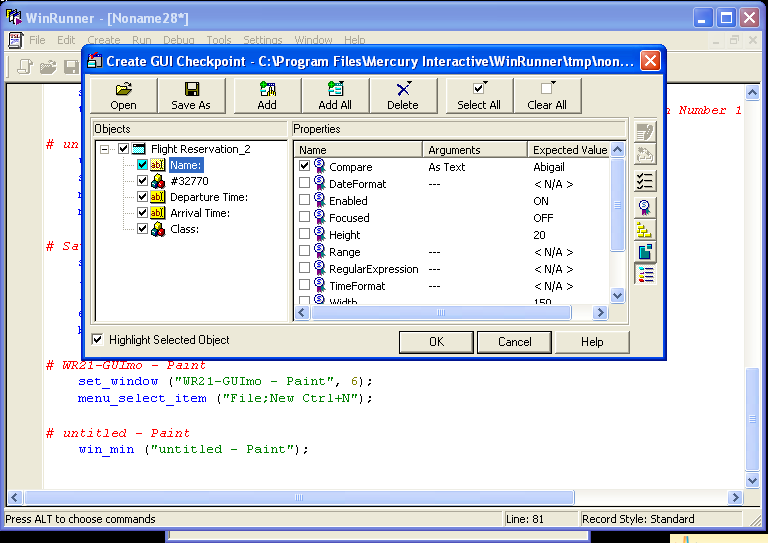 WinRunner - [Noname28*]
File Edit Create Run Debug Tools Settings Window Help
Create GUI Checkpoint - C:\Program Files\Mercury Interactive\WinRunner\tmp\non...
Open Save As Add Add All Delete Select All Clear All
Objects Properties
Name Arguments Expected Value
Flight Reservation_2
Name:
#32770
Departure Time:
Arrival Time:
Class:
Compare As Text Abigail
DateFormat --- < N/A >
Enabled ON
Focused OFF
Height 20
Range --- < N/A >
RegularExpression --- < N/A >
TimeFormat --- < N/A >
Width 150
Highlight Selected Object
OK Cancel Help
Number 1
# un
# Sa
# WR21-GUImo - Paint
set_window ("WR21-GUImo - Paint", 6);
menu_select_item ("File;New Ctrl+N");
# untitled - Paint
win_min ("untitled - Paint");
Press ALT to choose commands Line: 81 Record Style: Standard